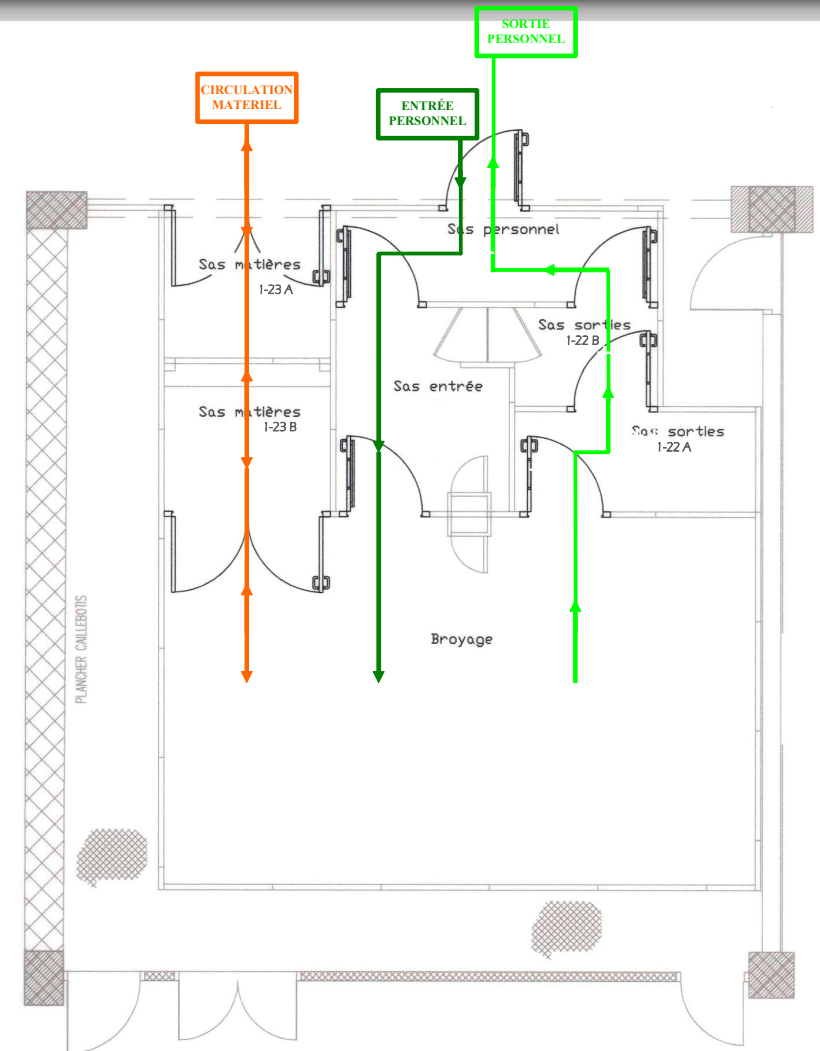 SORTIE
PERSONNEL
CIRCULATION
MATERIEL
ENTRÉE
PERSONNEL
Sas personnel
Sas matières
1-23 A
Sas sorties
1-22 B
Sas entrée
Sas matières
1-23 B
Sas sorties
1-22 A
Broyage
PLANCHER CAILLEBOTIS